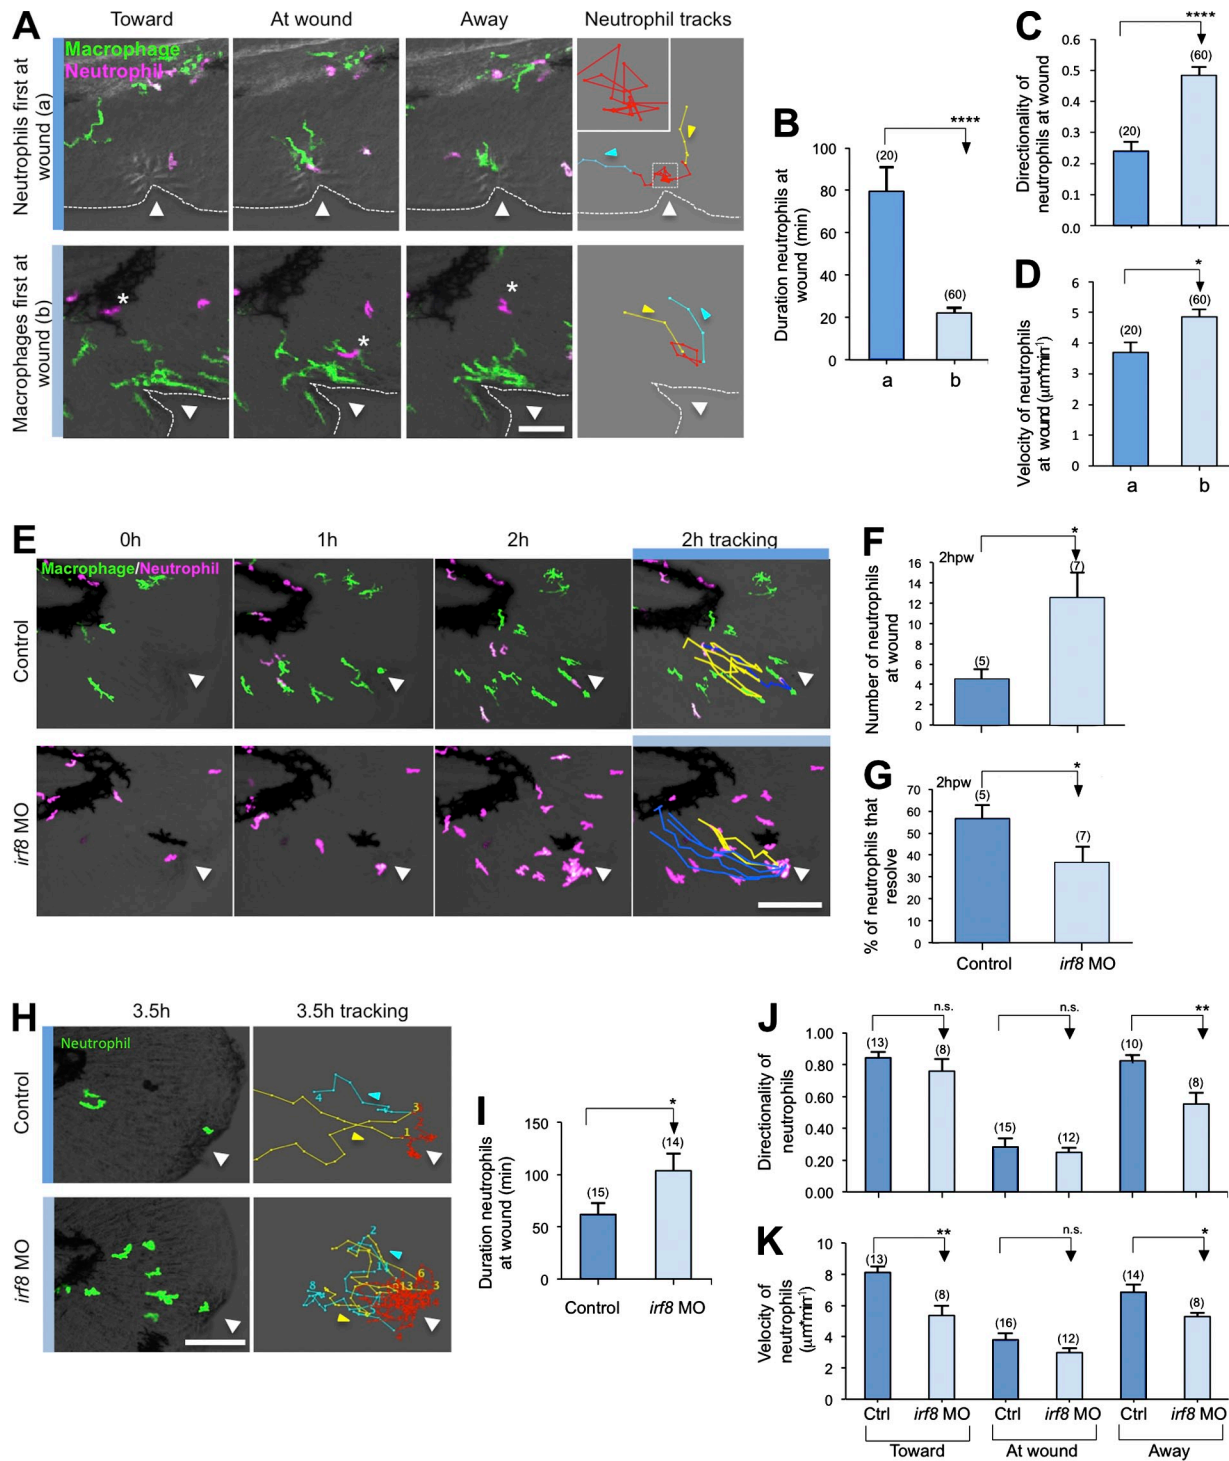 A
Toward
At wound
Away
Neutrophil tracks
Neutrophils first at
wound (a)
Macrophage
Neutrophil
Macrophages first at
wound (b)
*
*
*
B
Duration neutrophils at
wound (min)
100
80
60
40
20
0
(20)
(60)
****
a
b
C
Directionality of
neutrophils at wound
0.6
0.5
0.4
0.3
0.2
0.1
0.0
(20)
(60)
****
D
Velocity of neutrophils
at wound (µm*min⁻¹)
6
5
4
3
2
1
0
(20)
(60)
*
a
b
E
0h
1h
2h
2h tracking
Macrophage/Neutrophil
Control
irf8 MO
F
Number of neutrophils
at wound
2hpw
16
14
12
10
8
6
4
2
0
(5)
(7)
*
G
% of neutrophils that
resolve
2hpw
70
60
50
40
30
20
10
0
(5)
(7)
*
Control
irf8 MO
H
3.5h
3.5h tracking
Neutrophil
Control
irf8 MO
4
3
1
2
6
8
13
3
I
Duration neutrophils
at wound (min)
150
100
50
0
(15)
(14)
*
Control
irf8 MO
J
Directionality of
neutrophils
1.00
0.80
0.60
0.40
0.20
0.00
(13)
(8)
n.s.
(15)
(12)
n.s.
(10)
(8)
**
K
Velocity of
neutrophils
(µm*min⁻¹)
10
8
6
4
2
0
(13)
(8)
**
(16)
(12)
n.s.
(14)
(8)
*
Ctrl
irf8 MO
Ctrl
irf8 MO
Ctrl
irf8 MO
Toward
At wound
Away